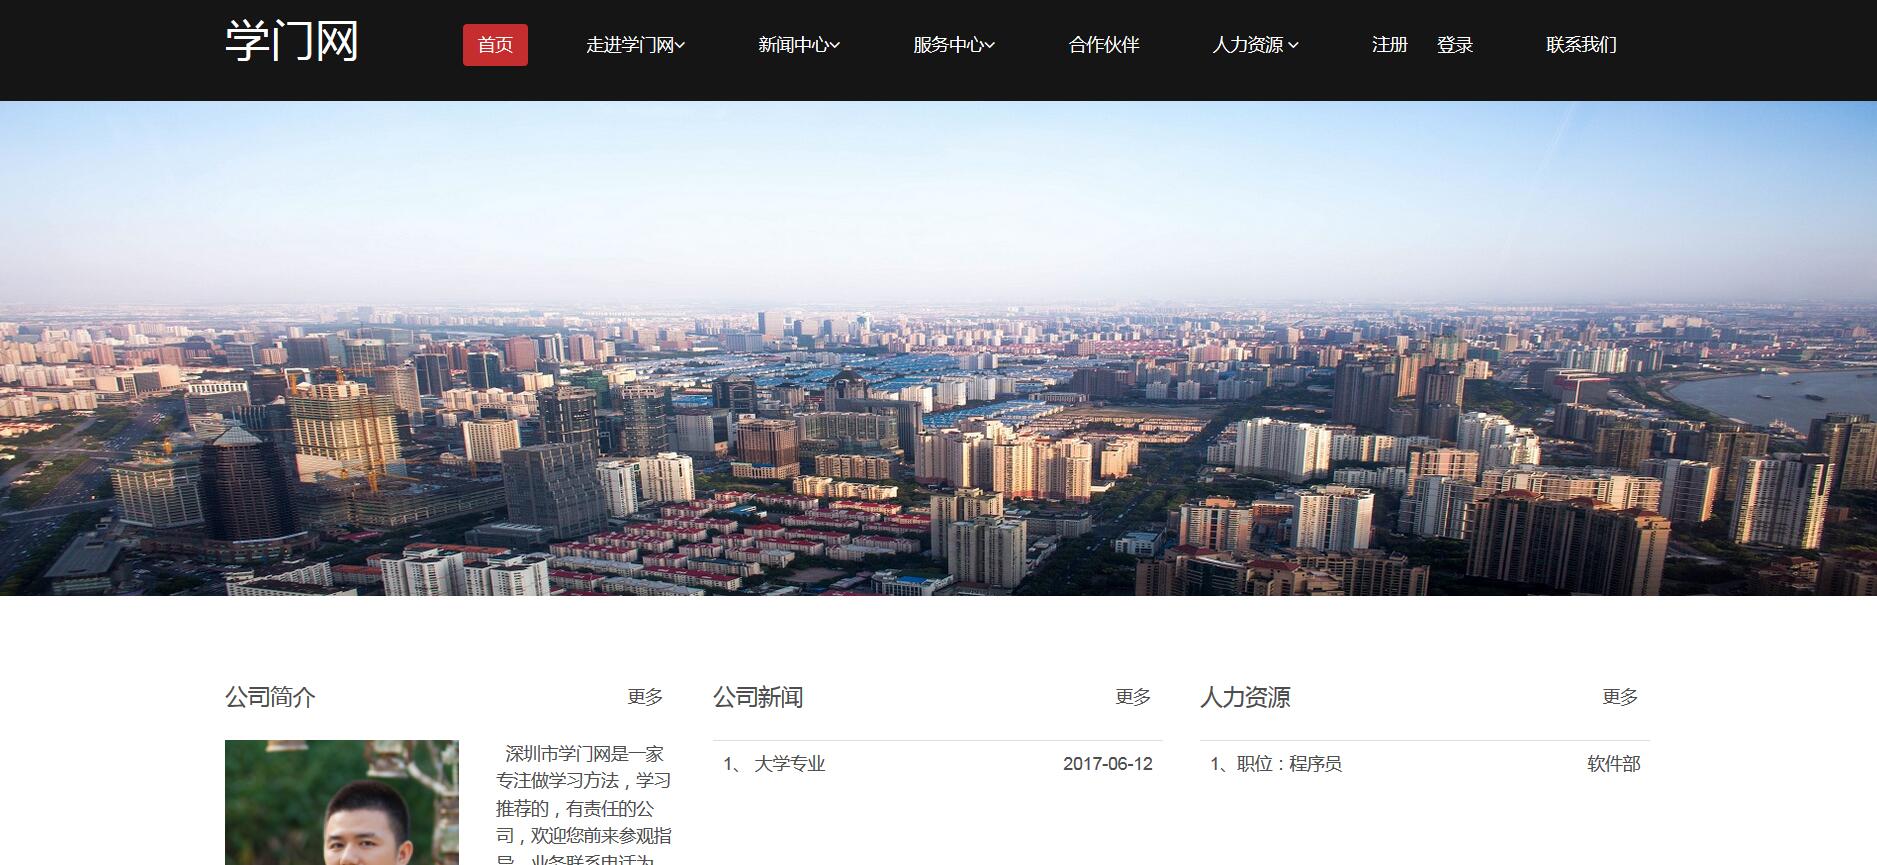 学门网
首页 走进学门网 新闻中心 服务中心 合作伙伴 人力资源 注册 登录 联系我们
公司简介 更多
深圳市学门网是一家
专注做学习方法，学习
推荐的，有责任的公
司，欢迎您前来参观指
导，业务联系电话为
公司新闻 更多
1、 大学专业 2017-06-12
人力资源 更多
1、职位：程序员 软件部